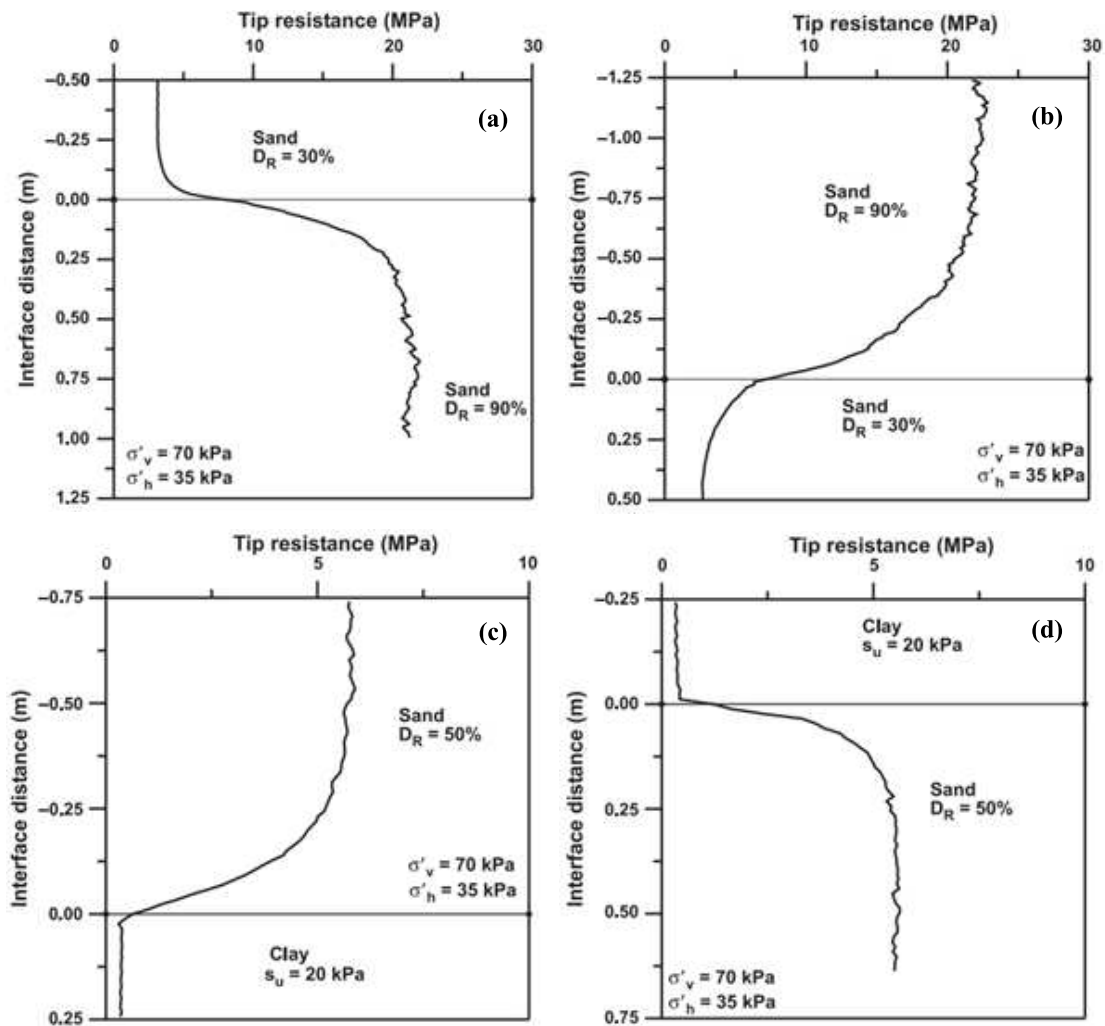 Tip resistance (MPa)
0 10 20 30
(a)
Interface distance (m)
−0.50
−0.25
0.00
0.25
0.50
0.75
1.00
1.25
Sand
D_R = 30%
Sand
D_R = 90%
σ'_v = 70 kPa
σ'_h = 35 kPa
Tip resistance (MPa)
0 10 20 30
(b)
Interface distance (m)
−1.25
−1.00
−0.75
−0.50
−0.25
0.00
0.25
0.50
Sand
D_R = 90%
Sand
D_R = 30%
σ'_v = 70 kPa
σ'_h = 35 kPa
Tip resistance (MPa)
0 5 10
(c)
Interface distance (m)
−0.75
−0.50
−0.25
0.00
0.25
Sand
D_R = 50%
σ'_v = 70 kPa
σ'_h = 35 kPa
Clay
s_u = 20 kPa
Tip resistance (MPa)
0 5 10
(d)
Interface distance (m)
−0.25
0.00
0.25
0.50
0.75
Clay
s_u = 20 kPa
Sand
D_R = 50%
σ'_v = 70 kPa
σ'_h = 35 kPa